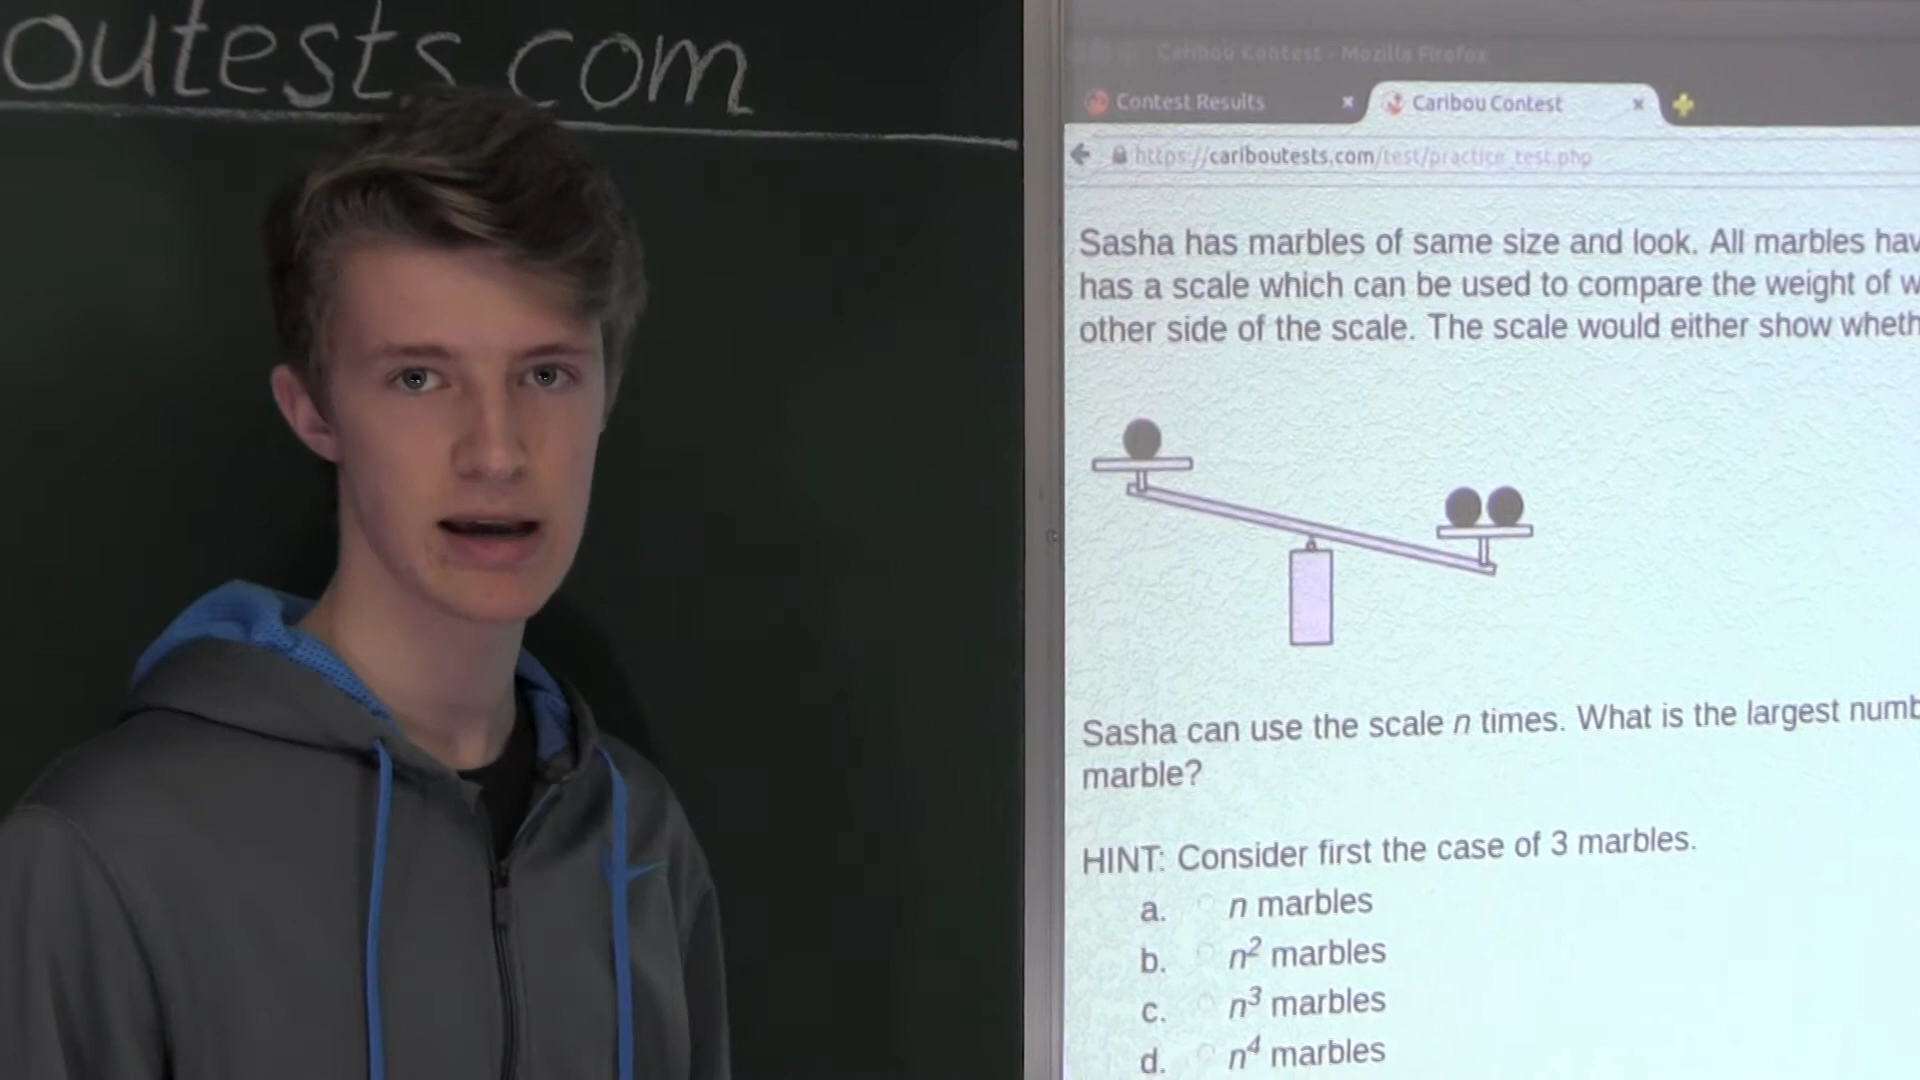 outests.com
Caribou Contest - Mozilla Firefox
Contest Results
Caribou Contest
https://cariboutests.com/test/practice_test.php
Sasha has marbles of same size and look. All marbles hav
has a scale which can be used to compare the weight of w
other side of the scale. The scale would either show wheth
Sasha can use the scale n times. What is the largest numb
marble?
HINT: Consider first the case of 3 marbles.
a. n marbles
b. n² marbles
c. n³ marbles
d. n⁴ marbles